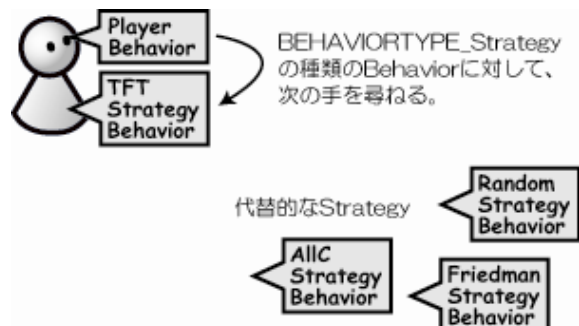 Player
Behavior
TFT
Strategy
Behavior
BEHAVIORTYPE_Strategy
の種類のBehaviorに対して、
次の手を尋ねる。
代替的なStrategy
Random
Strategy
Behavior
AllC
Strategy
Behavior
Friedman
Strategy
Behavior